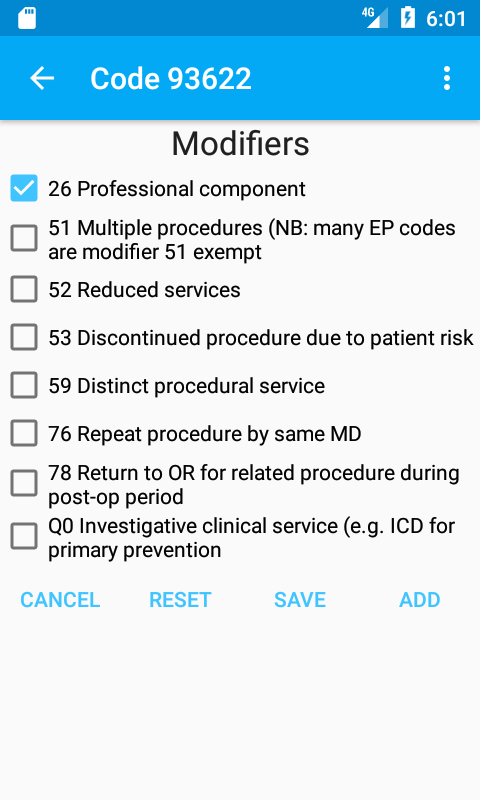 4G 6:01
Code 93622
Modifiers
26 Professional component
51 Multiple procedures (NB: many EP codes
are modifier 51 exempt
52 Reduced services
53 Discontinued procedure due to patient risk
59 Distinct procedural service
76 Repeat procedure by same MD
78 Return to OR for related procedure during
post-op period
Q0 Investigative clinical service (e.g. ICD for
primary prevention
CANCEL RESET SAVE ADD